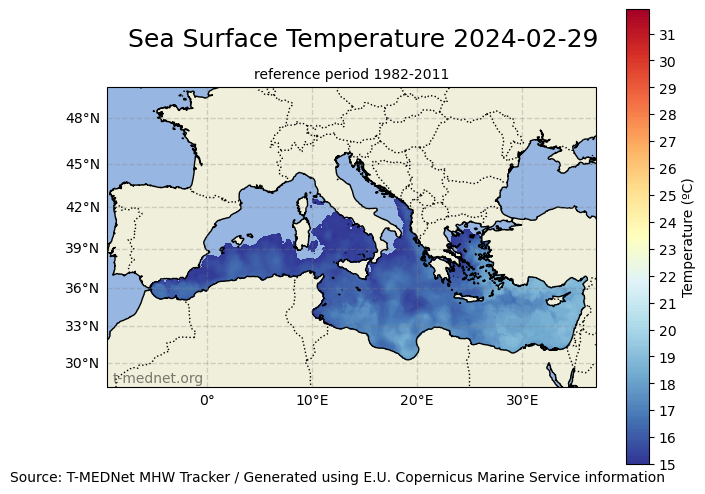 Sea Surface Temperature 2024-02-29
reference period 1982-2011
48°N
45°N
42°N
39°N
36°N
33°N
30°N
t-mednet.org
0°
10°E
20°E
30°E
31
30
29
28
27
26
25
24
23
22
21
20
19
18
17
16
15
Temperature (ºC)
Source: T-MEDNet MHW Tracker / Generated using E.U. Copernicus Marine Service information